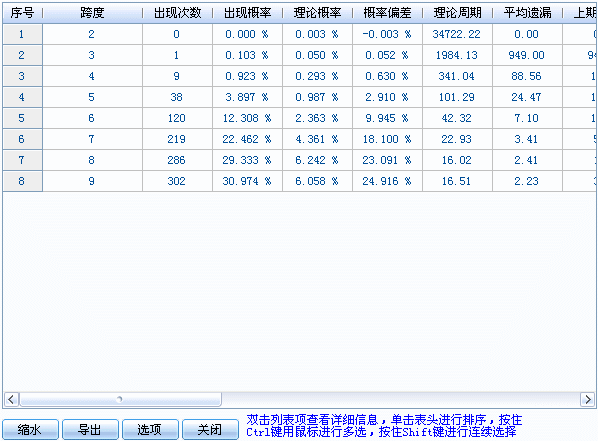 序号 跨度 出现次数 出现概率 理论概率 概率偏差 理论周期 平均遗漏 上期
1 2 0 0.000 % 0.003 % -0.003 % 34722.22 0.00
2 3 1 0.103 % 0.050 % 0.052 % 1984.13 949.00
3 4 9 0.923 % 0.293 % 0.630 % 341.04 88.56
4 5 38 3.897 % 0.987 % 2.910 % 101.29 24.47
5 6 120 12.308 % 2.363 % 9.945 % 42.32 7.10
6 7 219 22.462 % 4.361 % 18.100 % 22.93 3.41
7 8 286 29.333 % 6.242 % 23.091 % 16.02 2.41
8 9 302 30.974 % 6.058 % 24.916 % 16.51 2.23
缩水 导出 选项 关闭
双击列表项查看详细信息，单击表头进行排序，按住
Ctrl键用鼠标进行多选，按住Shift键进行连续选择